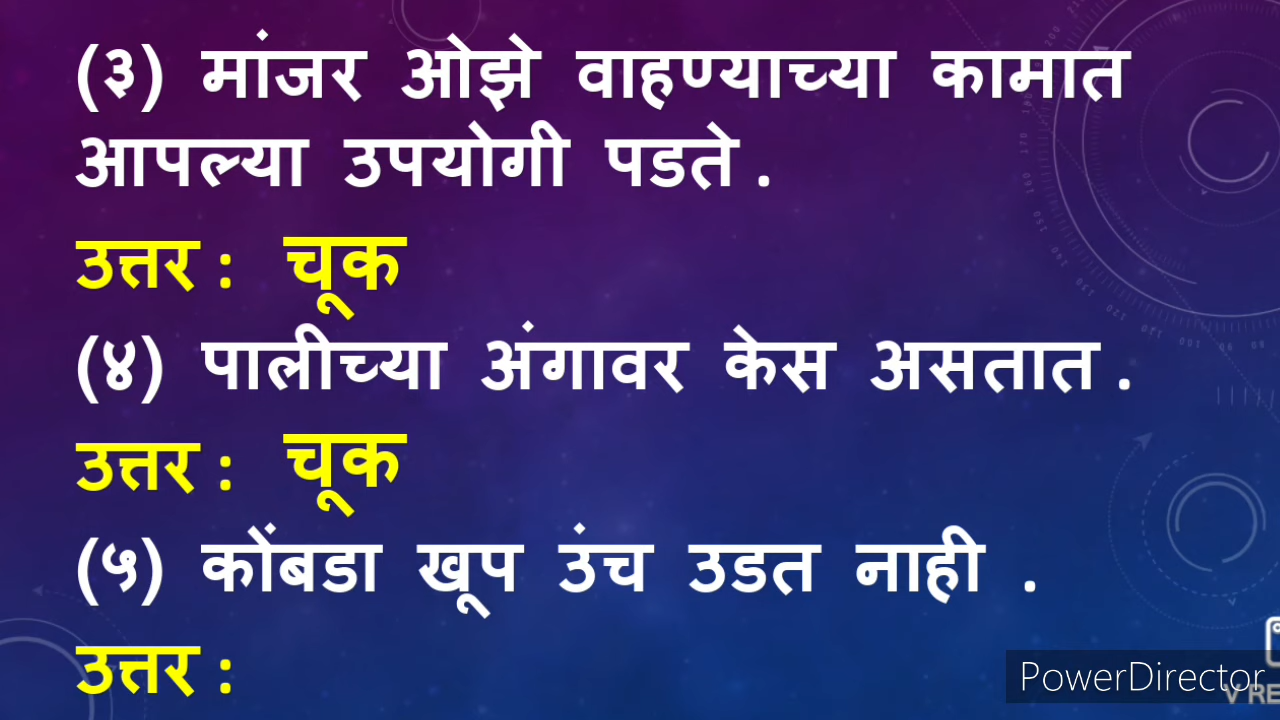 (३) मांजर ओझे वाहण्याच्या कामात
आपल्या उपयोगी पडते .
उत्तर : चूक
(४) पालीच्या अंगावर केस असतात .
उत्तर : चूक
(५) कोंबडा खूप उंच उडत नाही .
उत्तर :
PowerDirector